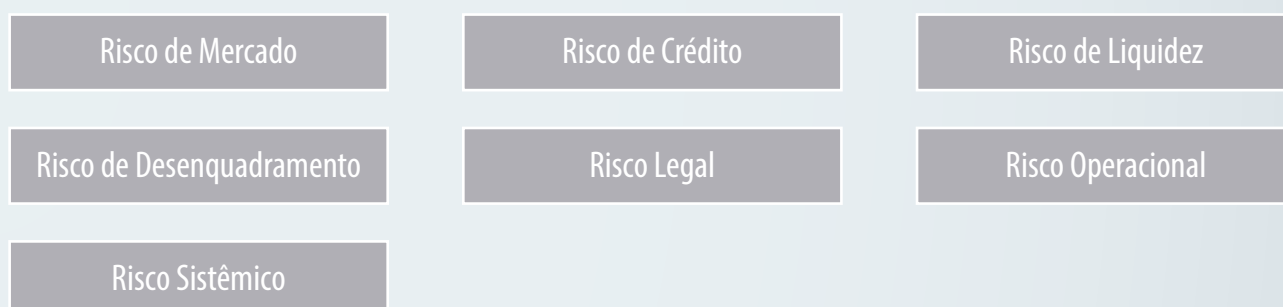 Risco de Mercado
Risco de Crédito
Risco de Liquidez
Risco de Desenquadramento
Risco Legal
Risco Operacional
Risco Sistêmico